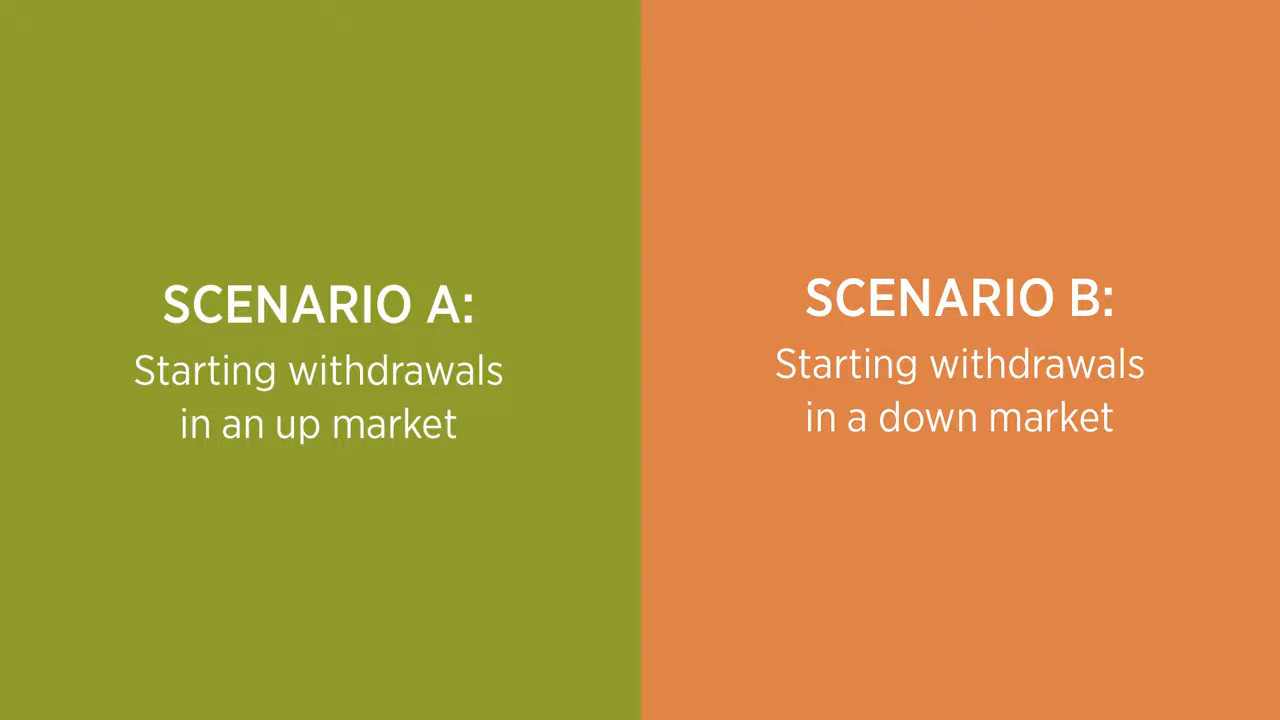 SCENARIO A:
Starting withdrawals
in an up market
SCENARIO B:
Starting withdrawals
in a down market